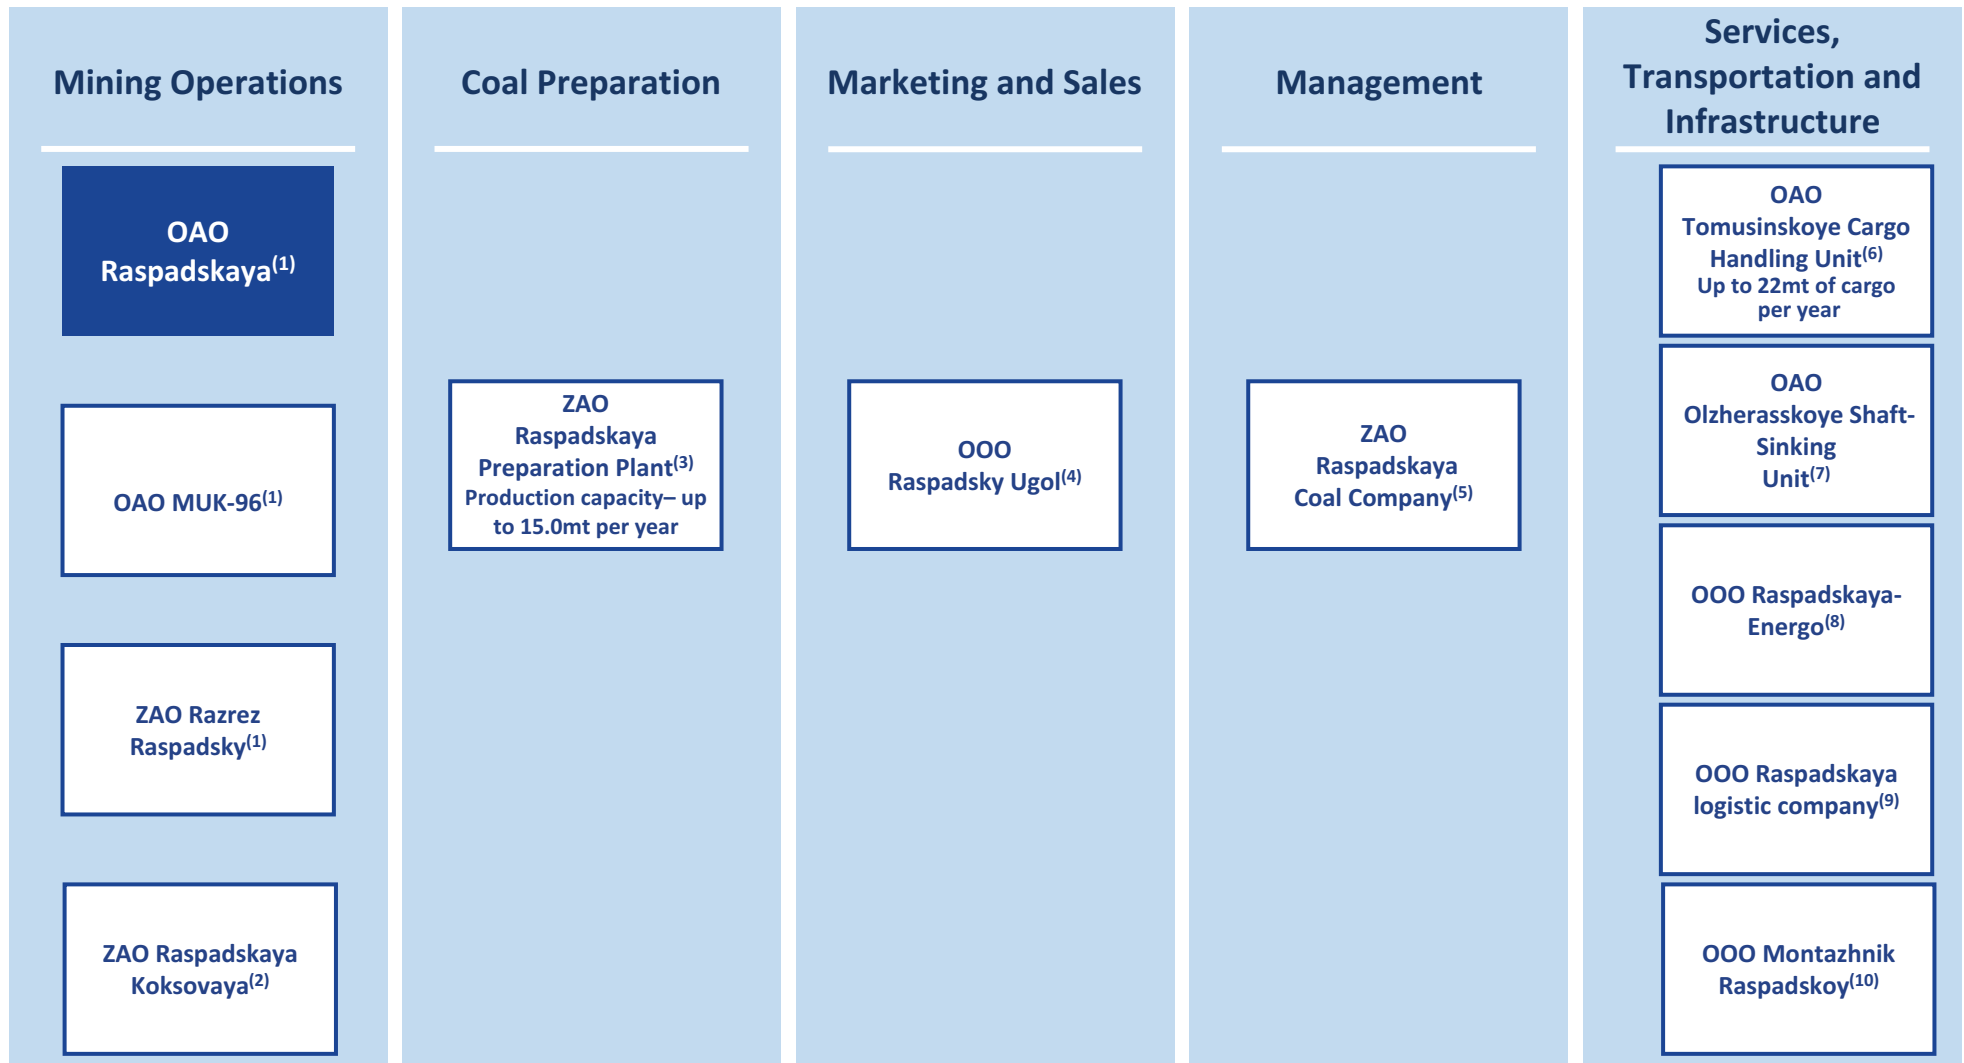 Mining Operations
OAO
Raspadskaya(1)
OAO MUK-96(1)
ZAO Razrez
Raspadsky(1)
ZAO Raspadskaya
Koksovaya(2)
Coal Preparation
ZAO
Raspadskaya
Preparation Plant(3)
Production capacity– up
to 15.0mt per year
Marketing and Sales
OOO
Raspadsky Ugol(4)
Management
ZAO
Raspadskaya
Coal Company(5)
Services,
Transportation and
Infrastructure
OAO
Tomusinskoye Cargo
Handling Unit(6)
Up to 22mt of cargo
per year
OAO
Olzherasskoye Shaft-
Sinking
Unit(7)
OOO Raspadskaya-
Energo(8)
OOO Raspadskaya
logistic company(9)
OOO Montazhnik
Raspadskoy(10)